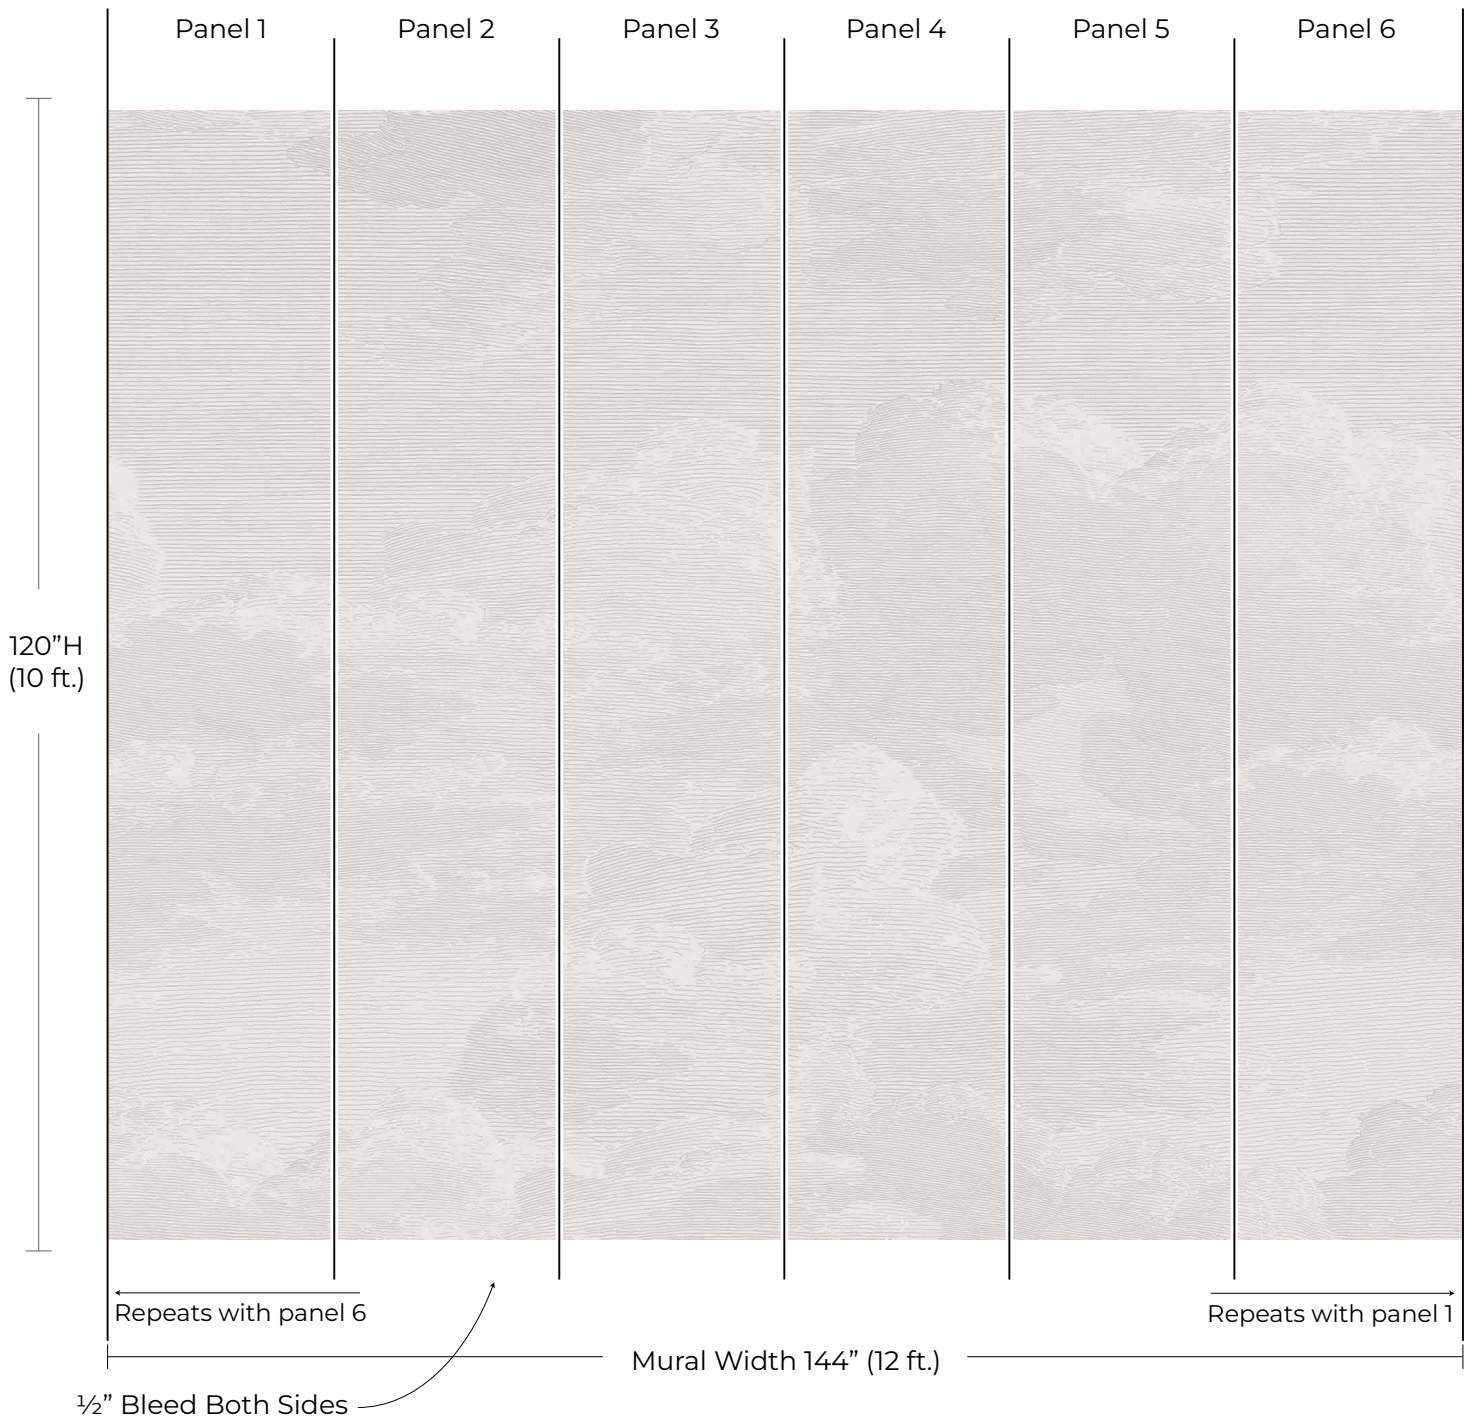 Panel 1
Panel 2
Panel 3
Panel 4
Panel 5
Panel 6
120”H
(10 ft.)
Repeats with panel 6
Repeats with panel 1
Mural Width 144” (12 ft.)
½” Bleed Both Sides